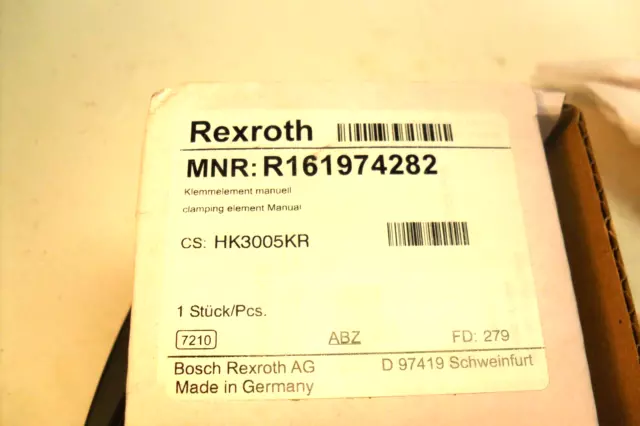 Rexroth
MNR: R161974282
Klemmelement manuell
clamping element Manual
CS: HK3005KR
1 Stück/Pcs.
7210 ABZ FD: 279
Bosch Rexroth AG D 97419 Schweinfurt
Made in Germany